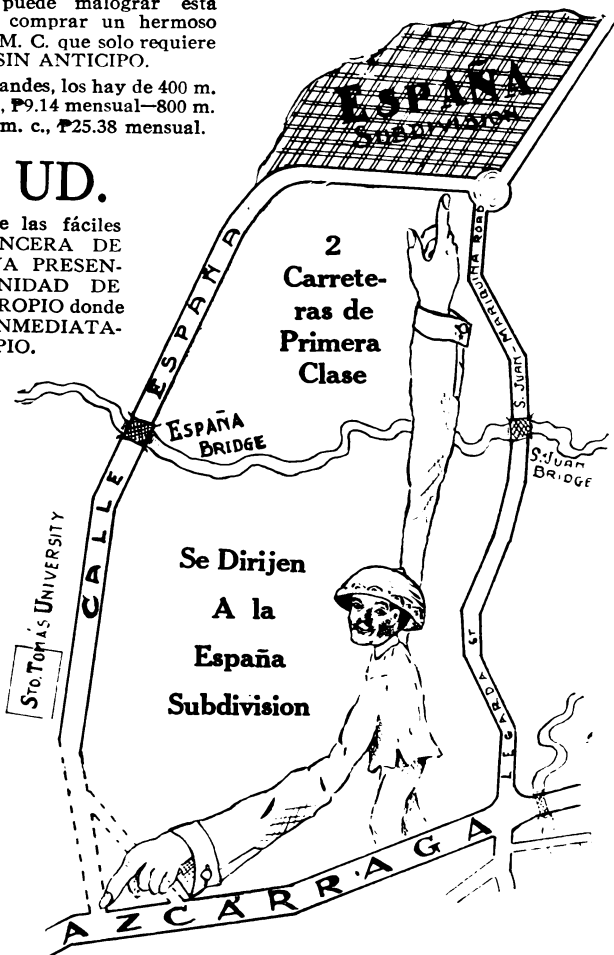 puede malograr esta
comprar un hermoso
M. C. que solo requiere
SIN ANTICIPO.
andes, los hay de 400 m.
, ₱9.14 mensual—800 m.
m. c., ₱25.38 mensual.
UD.
e las fáciles
NCERA DE
VA PRESEN-
NIDAD DE
ROPIO donde
NMEDIATA-
PIO.
ESPAÑA
SUBDIVISION
2
Carrete-
ras de
Primera
Clase
S. JUAN-MARIQUINA ROAD
CALLE ESPAÑA
ESPAÑA
BRIDGE
S. JUAN
BRIDGE
STO. TOMÁS UNIVERSITY
Se Dirijen
A la
España
Subdivision
LEGARDA ST
AZCARRAGA